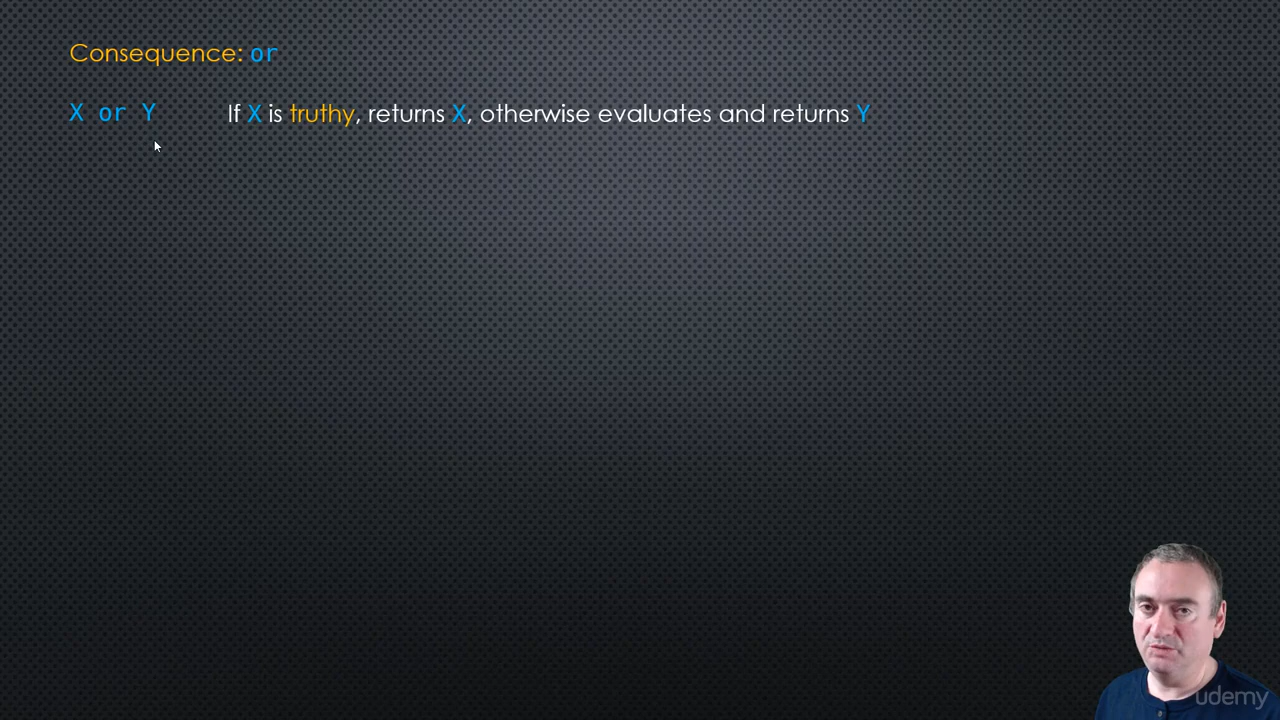 Consequence: or
X or Y If X is truthy, returns X, otherwise evaluates and returns Y
udemy